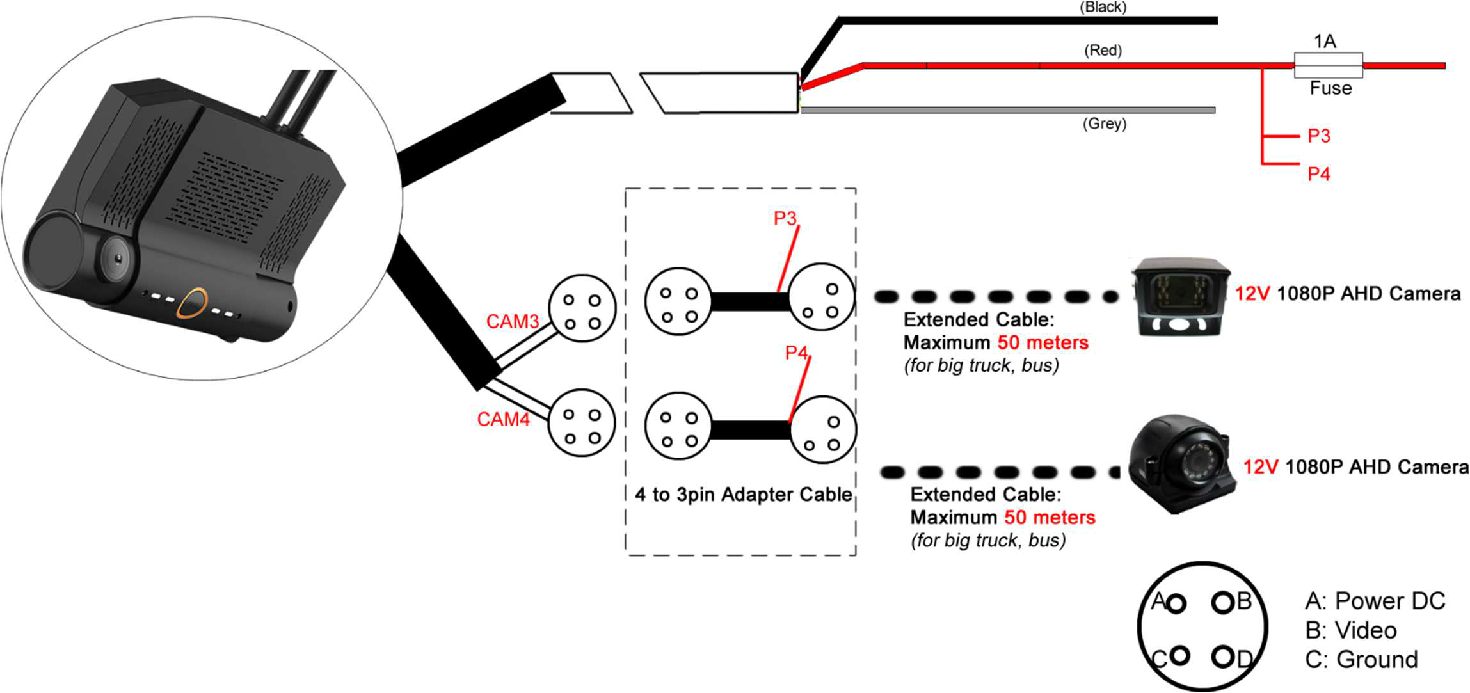 (Black)
(Red)
1A
Fuse
(Grey)
P3
P4
P3
CAM3
12V 1080P AHD Camera
Extended Cable:
Maximum 50 meters
(for big truck, bus)
P4
CAM4
12V 1080P AHD Camera
4 to 3pin Adapter Cable
Extended Cable:
Maximum 50 meters
(for big truck, bus)
A B
A: Power DC
B: Video
C D
C: Ground